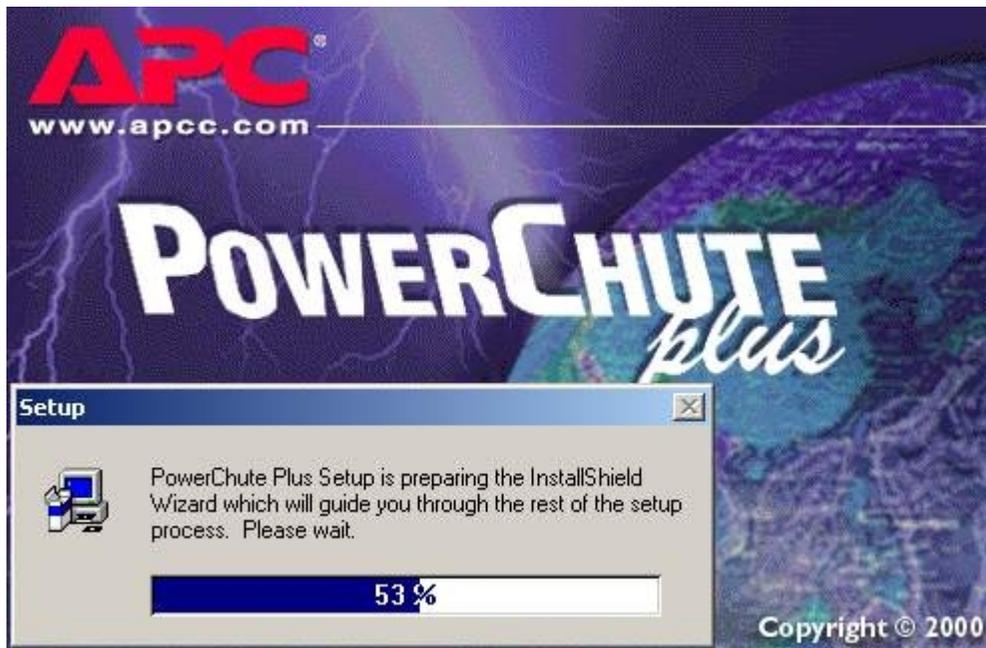 APC®
www.apcc.com
POWERCHUTE
plus
Setup
PowerChute Plus Setup is preparing the InstallShield
Wizard which will guide you through the rest of the setup
process. Please wait.
53 %
Copyright © 2000